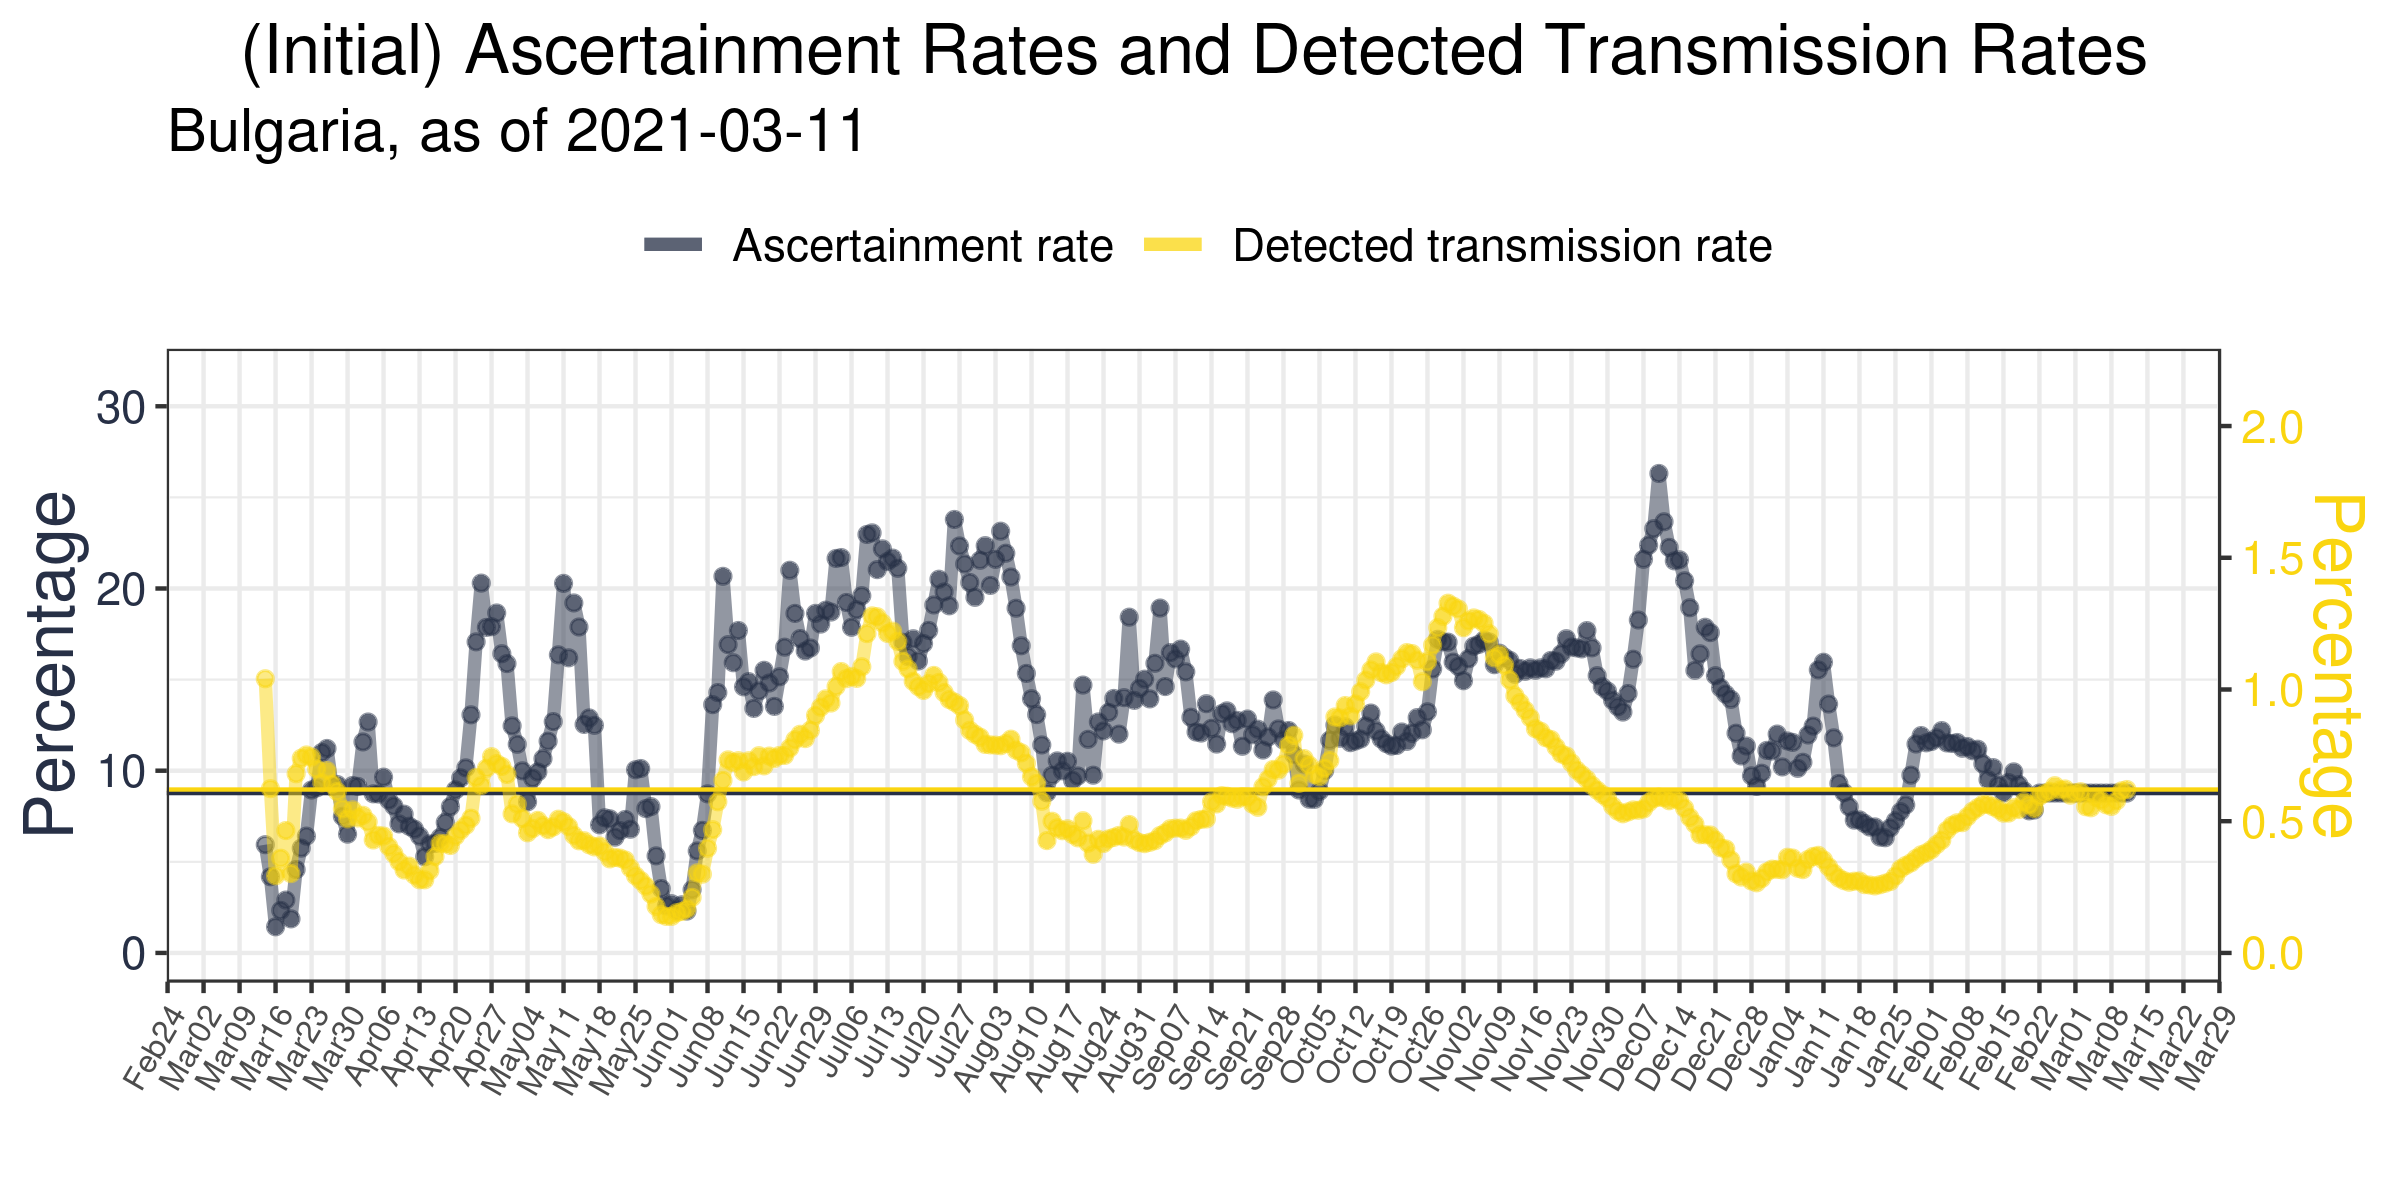 (Initial) Ascertainment Rates and Detected Transmission Rates
Bulgaria, as of 2021-03-11
Ascertainment rate Detected transmission rate
Percentage
30
20
10
0
2.0
1.5
1.0
0.5
0.0
Percentage
Feb24 Mar02 Mar09 Mar16 Mar23 Mar30 Apr06 Apr13 Apr20 Apr27 May04 May11 May18 May25 Jun01 Jun08 Jun15 Jun22 Jun29 Jul06 Jul13 Jul20 Jul27 Aug03 Aug10 Aug17 Aug24 Aug31 Sep07 Sep14 Sep21 Sep28 Oct05 Oct12 Oct19 Oct26 Nov02 Nov09 Nov16 Nov23 Nov30 Dec07 Dec14 Dec21 Dec28 Jan04 Jan11 Jan18 Jan25 Feb01 Feb08 Feb15 Feb22 Mar01 Mar08 Mar15 Mar22 Mar29